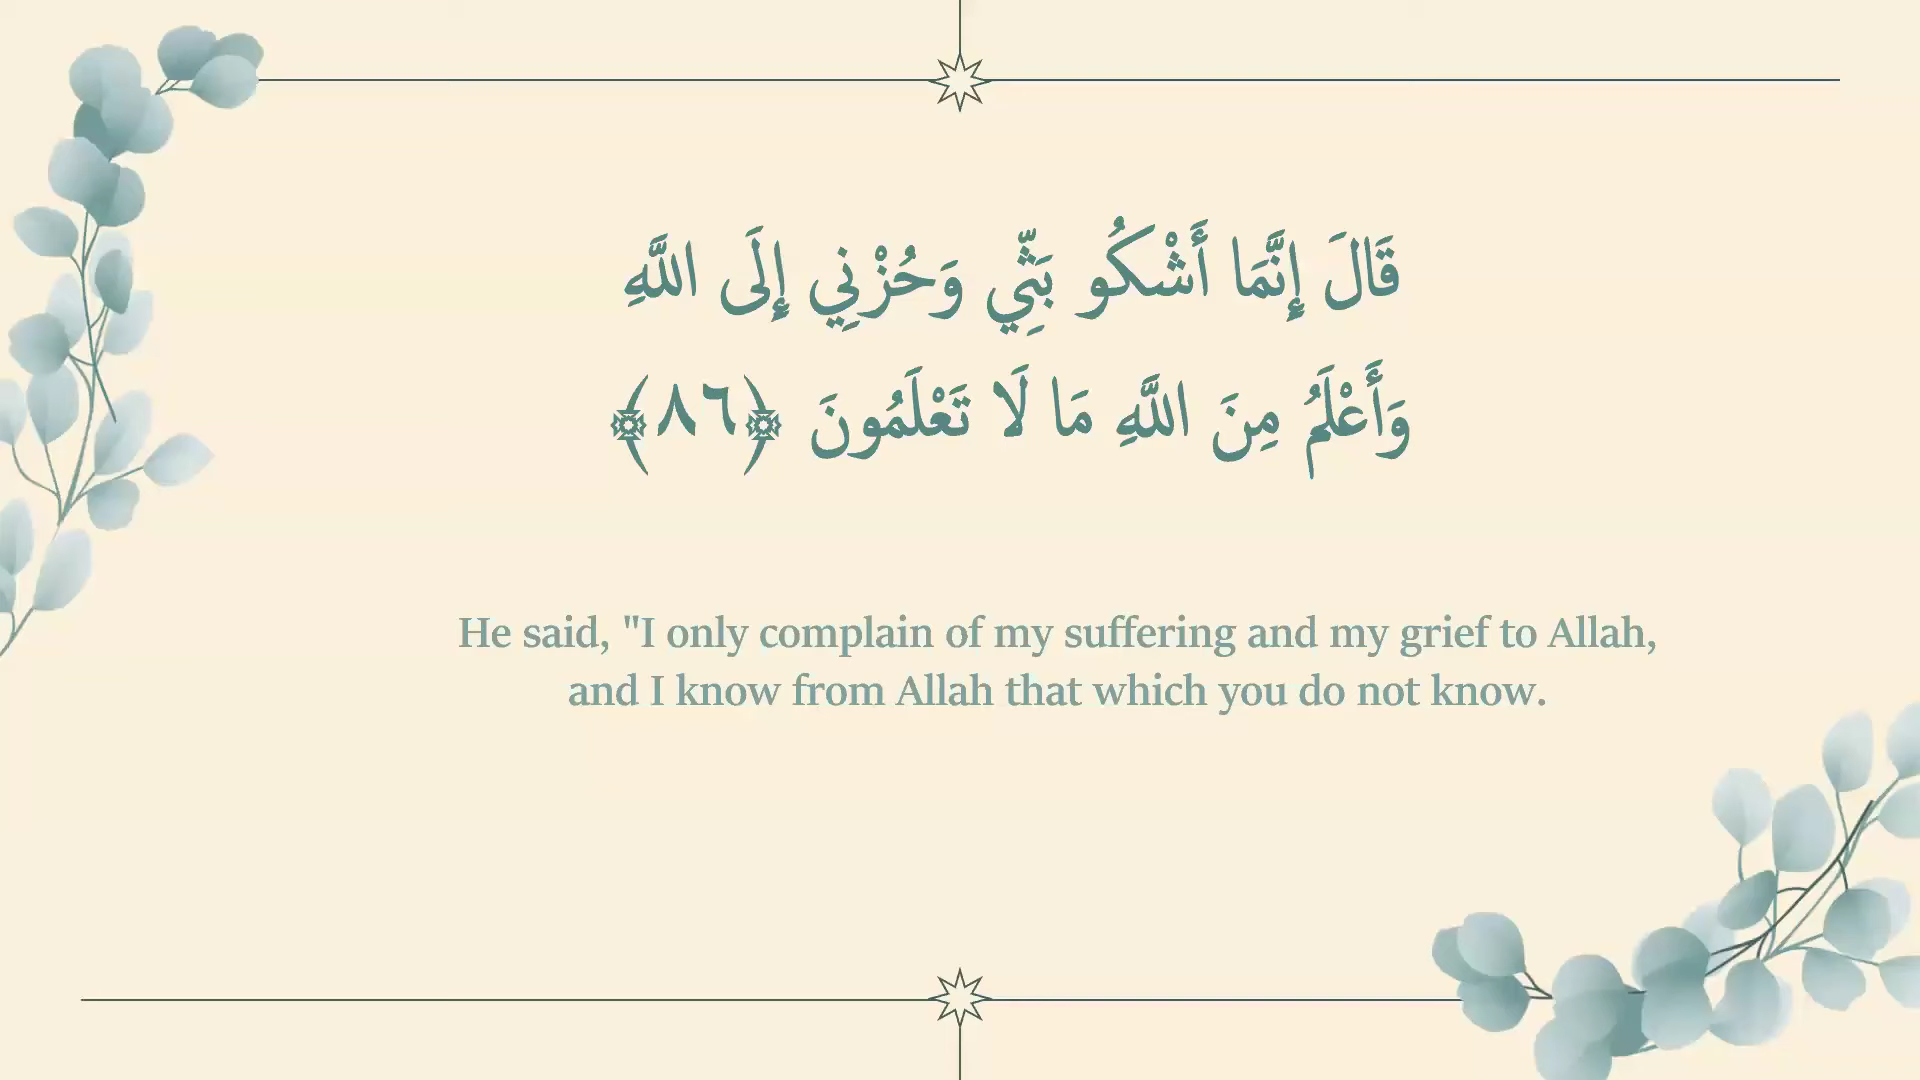 قَالَ إِنَّمَا أَشْكُو بَثِّي وَحُزْنِي إِلَى اللَّهِ
وَأَعْلَمُ مِنَ اللَّهِ مَا لَا تَعْلَمُونَ ﴿٨٦﴾
He said, "I only complain of my suffering and my grief to Allah,
and I know from Allah that which you do not know.